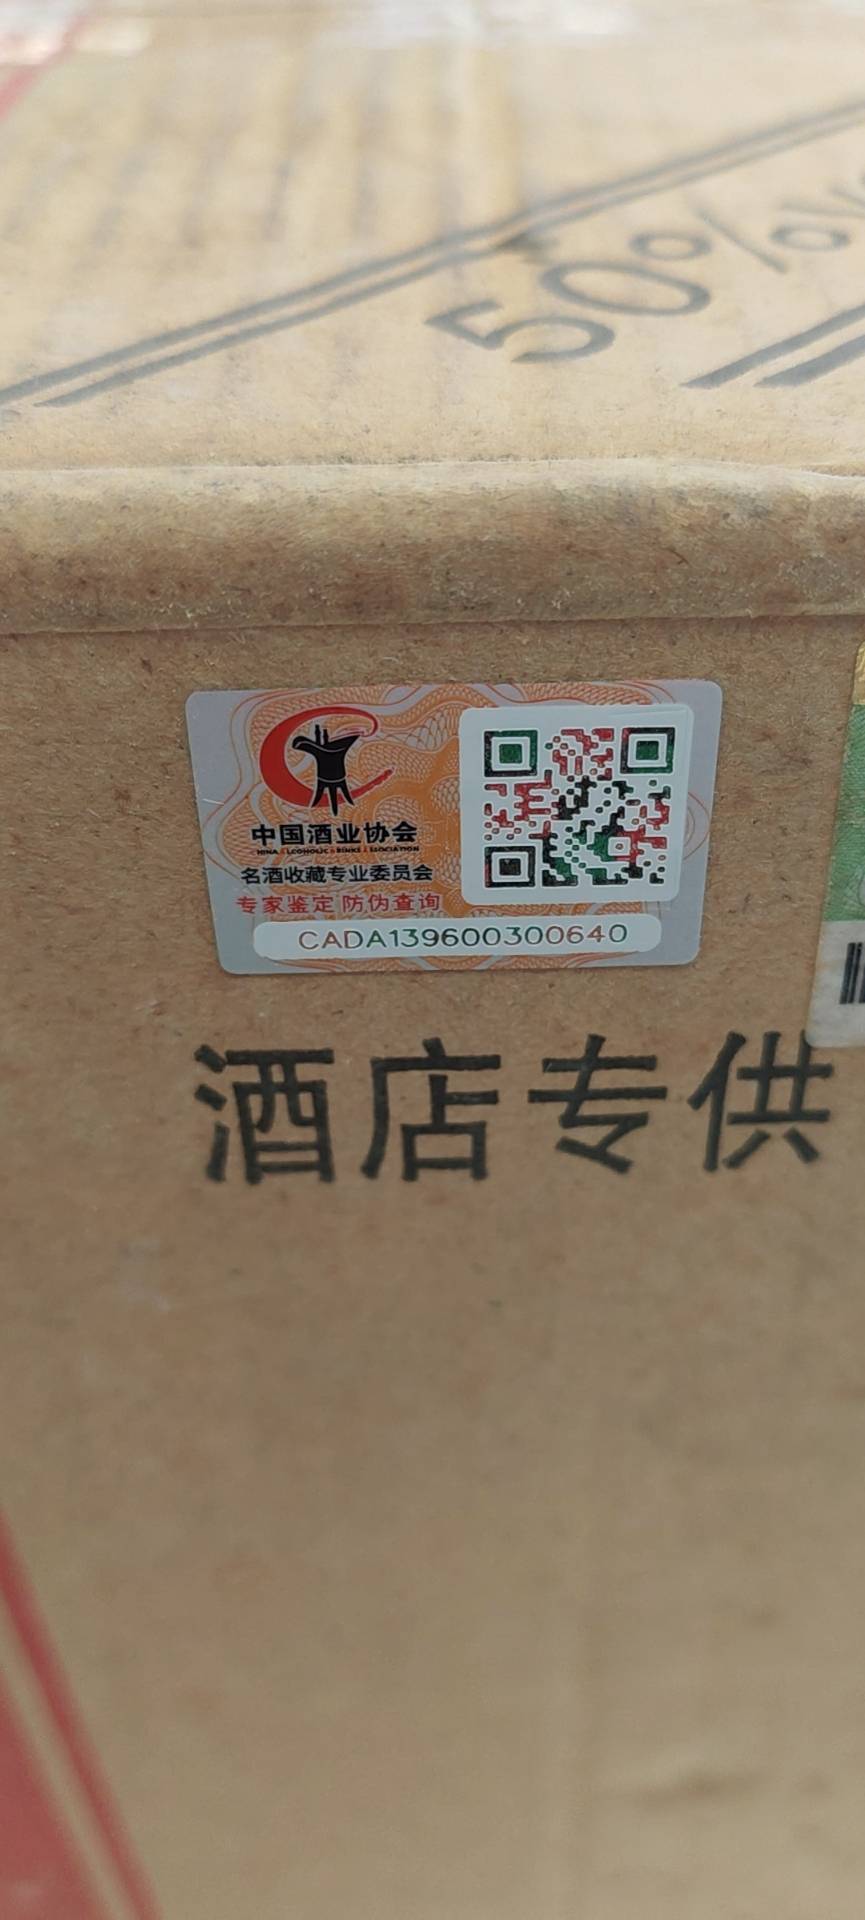 50%
中国酒业协会
名酒收藏专业委员会
专家鉴定 防伪查询
CADA139600300640
酒店专供